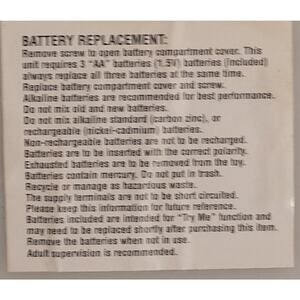 BATTERY REPLACEMENT:
Remove screw to open battery compartment cover. This
unit requires 3 "AA" batteries (1.5V) batteries (included)
always replace all three batteries at the same time.
Replace battery compartment cover and screw.
Alkaline batteries are recommended for best performance.
Do not mix old and new batteries.
Do not mix alkaline standard (carbon zinc), or
rechargeable (nickel-cadmium) batteries.
Non-rechargeable batteries are not to be recharged.
Batteries are to be inserted with the correct polarity.
Exhausted batteries are to be removed from the toy.
Batteries contain mercury. Do not put in trash.
Recycle or manage as hazardous waste.
The supply terminals are not to be short circuited.
Please keep this information for future reference.
Batteries included are intended for "Try Me" function and
may need to be replaced shortly after purchasing this item.
Remove the batteries when not in use.
Adult supervision is recommended.